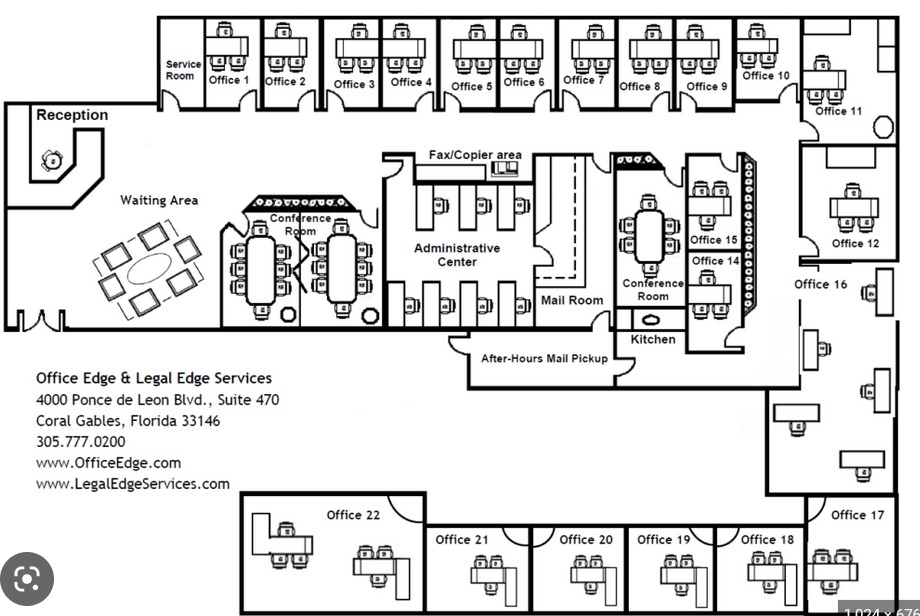 Service
Room
Office 1
Office 2
Office 3
Office 4
Office 5
Office 6
Office 7
Office 8
Office 9
Office 10
Office 11
Reception
Fax/Copier area
Waiting Area
Conference
Room
Administrative
Center
Mail Room
Conference
Room
Office 15
Office 14
Office 12
Office 16
Kitchen
After-Hours Mail Pickup
Office Edge & Legal Edge Services
4000 Ponce de Leon Blvd., Suite 470
Coral Gables, Florida 33146
305.777.0200
www.OfficeEdge.com
www.LegalEdgeServices.com
Office 22
Office 21
Office 20
Office 19
Office 18
Office 17
1,024 × 676